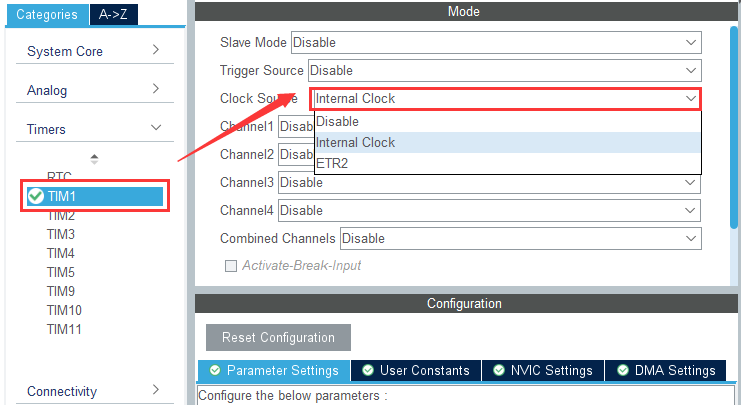 Categories A->Z
System Core
Analog
Timers
RTC
TIM1
TIM2
TIM3
TIM4
TIM5
TIM9
TIM10
TIM11
Connectivity
Mode
Slave Mode Disable
Trigger Source Disable
Clock Source Internal Clock
Disable
Internal Clock
ETR2
Channel1 Disab
Channel2 Disab
Channel3 Disable
Channel4 Disable
Combined Channels Disable
Activate-Break-Input
Configuration
Reset Configuration
Parameter Settings User Constants NVIC Settings DMA Settings
Configure the below parameters :